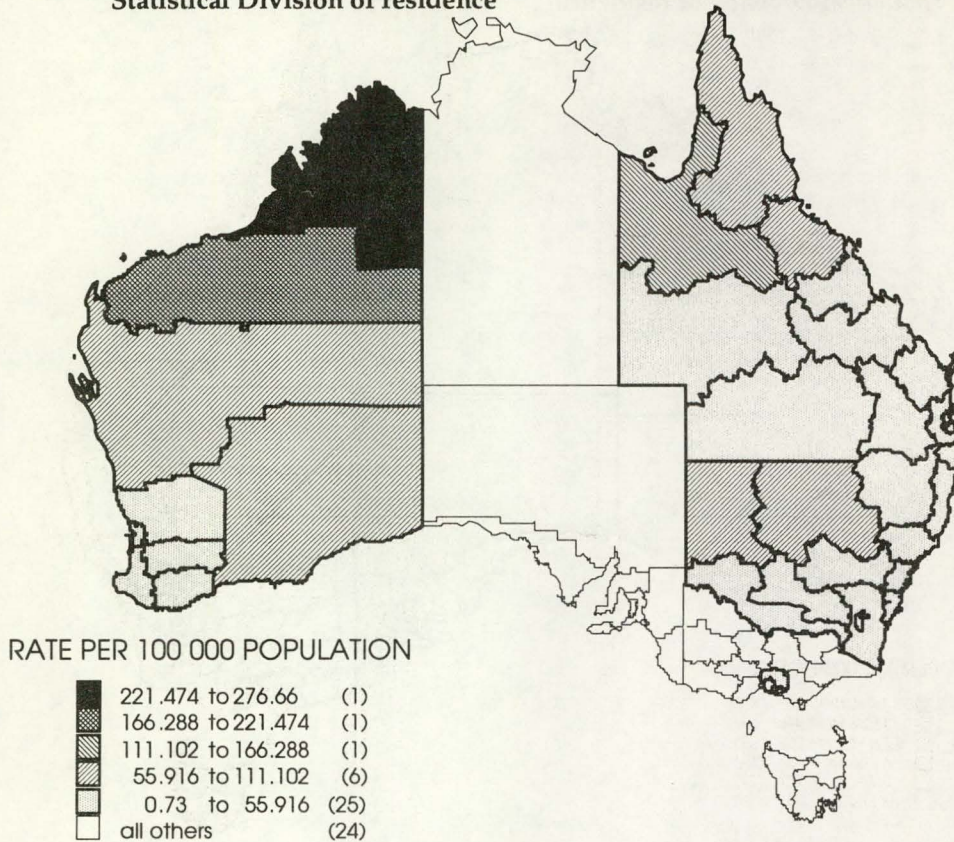 Statistical Division of residence
RATE PER 100 000 POPULATION
221.474 to 276.66 (1)
166.288 to 221.474 (1)
111.102 to 166.288 (1)
55.916 to 111.102 (6)
0.73 to 55.916 (25)
all others (24)